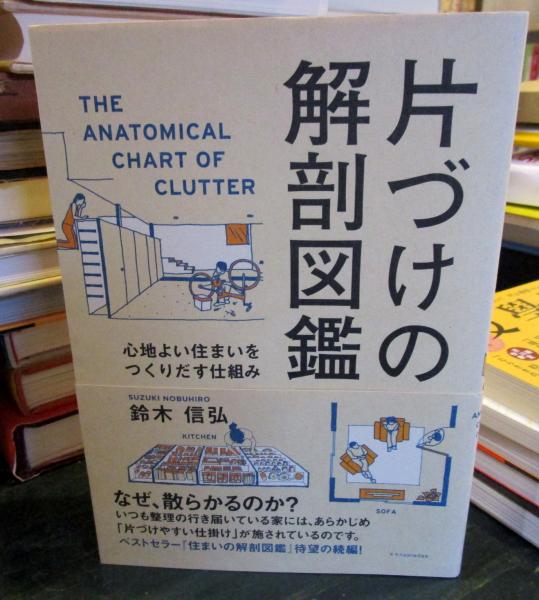 片づけの
解剖図鑑
THE
ANATOMICAL
CHART OF
CLUTTER
心地よい住まいを
つくりだす仕組み
SUZUKI NOBUHIRO
鈴木 信弘
KITCHEN
SOFA
なぜ、散らかるのか?
いつも整理の行き届いている家には、あらかじめ
「片づけやすい仕掛け」が施されているのです。
ベストセラー『住まいの解剖図鑑』待望の続編!